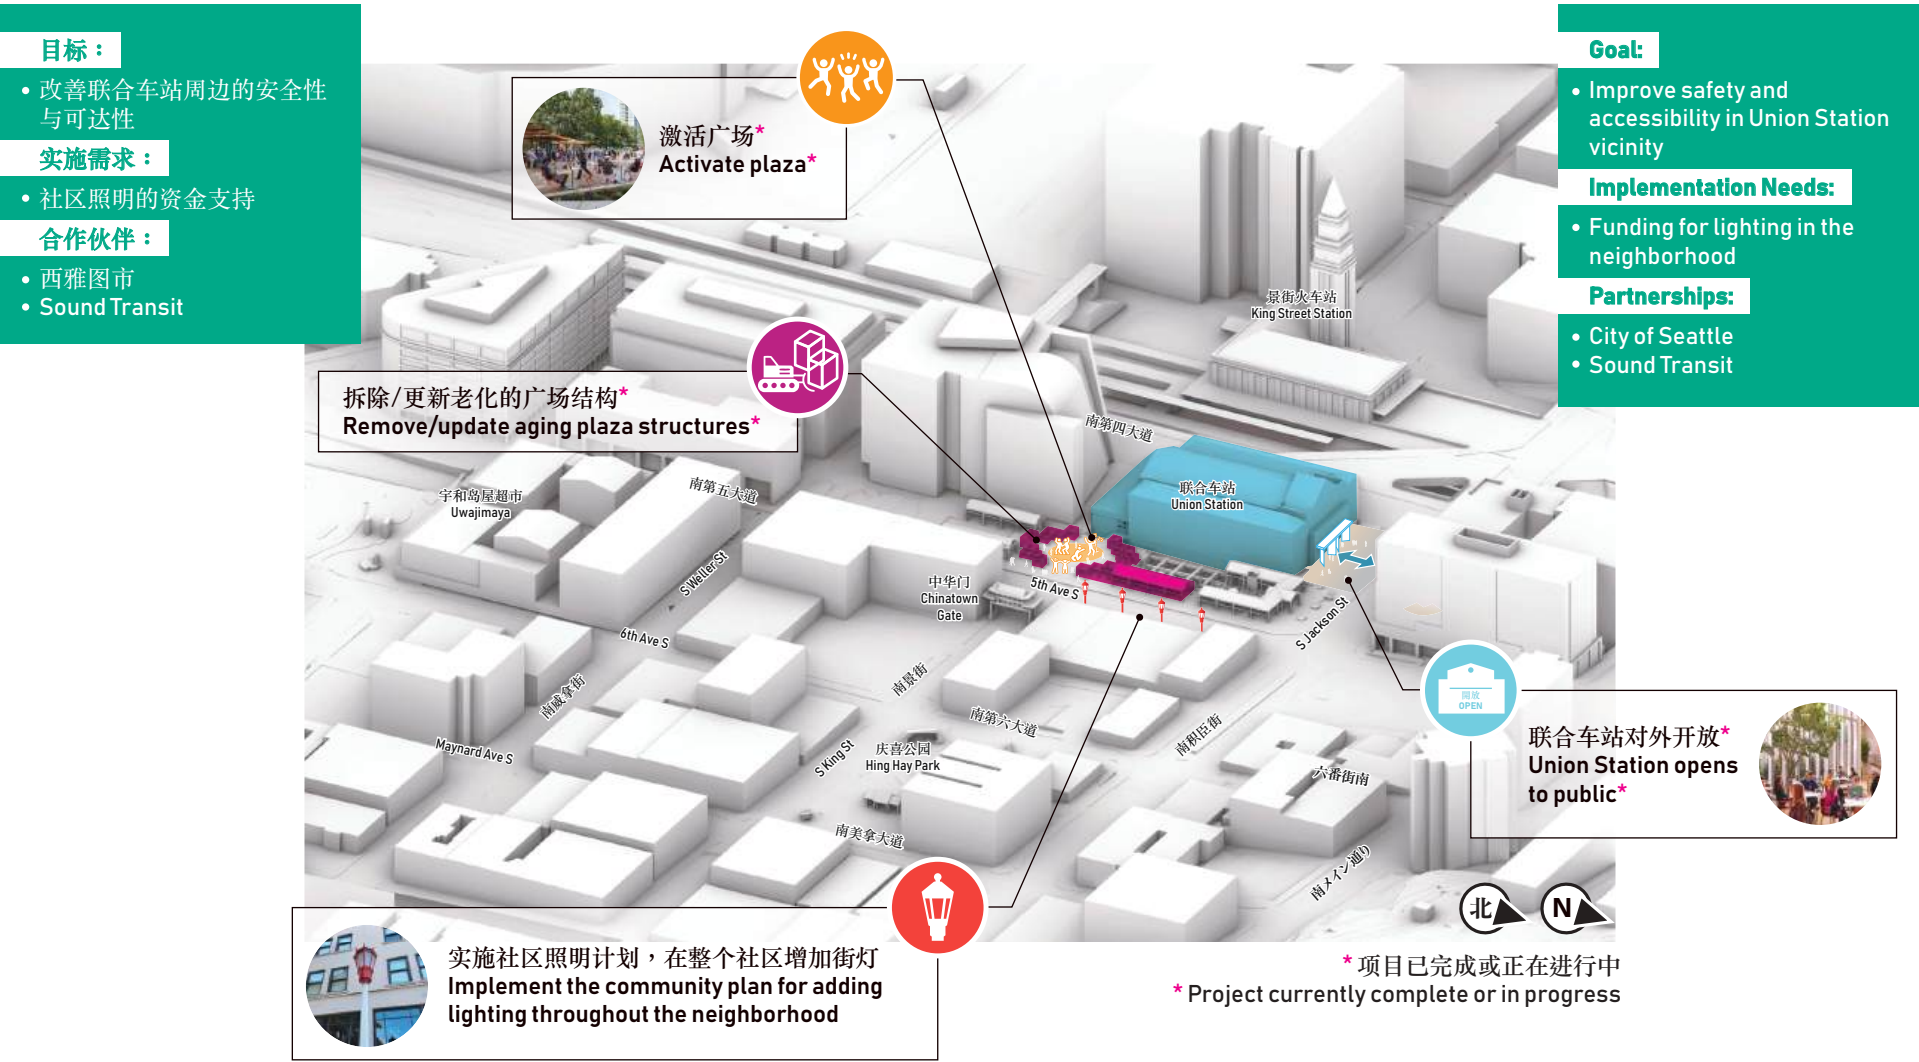 目标：
• 改善联合车站周边的安全性
与可达性
实施需求：
• 社区照明的资金支持
合作伙伴：
• 西雅图市
• Sound Transit
激活广场*
Activate plaza*
Goal:
• Improve safety and
accessibility in Union Station
vicinity
Implementation Needs:
• Funding for lighting in the
neighborhood
Partnerships:
• City of Seattle
• Sound Transit
景街火车站
King Street Station
拆除/更新老化的广场结构*
Remove/update aging plaza structures*
南第四大道
宇和岛屋超市
Uwajimaya
南第五大道
联合车站
Union Station
S Weller St
中华门
Chinatown
Gate
5th Ave S
S Jackson St
6th Ave S
南威拿街
南景街
南第六大道
南积臣街
Maynard Ave S
S King St
庆喜公园
Hing Hay Park
六番街南
南美拿大道
南メイン通り
開放
OPEN
联合车站对外开放*
Union Station opens
to public*
北
N
实施社区照明计划，在整个社区增加街灯
Implement the community plan for adding
lighting throughout the neighborhood
* 项目已完成或正在进行中
* Project currently complete or in progress